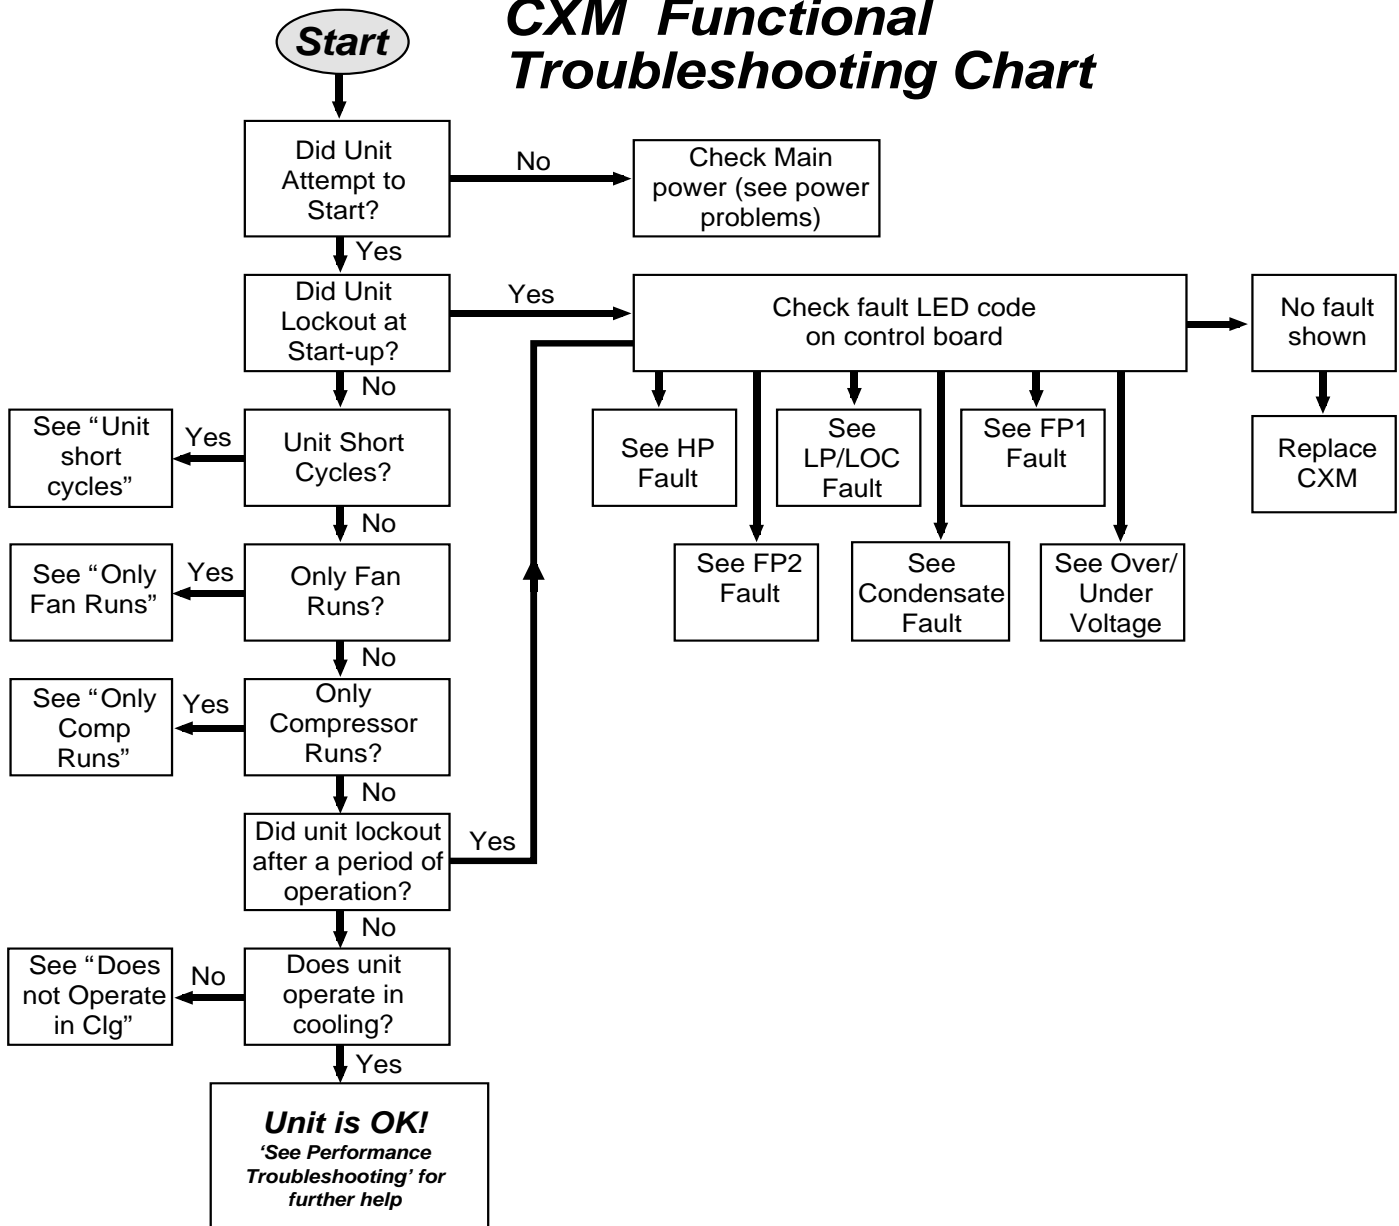 CXM Functional
Troubleshooting Chart
Start
Did Unit
Attempt to
Start?
No
Check Main
power (see power
problems)
Yes
Did Unit
Lockout at
Start-up?
Yes
Check fault LED code
on control board
No fault
shown
No
See “Unit
short
cycles”
Yes
Unit Short
Cycles?
See HP
Fault
See
LP/LOC
Fault
See FP1
Fault
Replace
CXM
No
See “Only
Fan Runs”
Yes
Only Fan
Runs?
See FP2
Fault
See
Condensate
Fault
See Over/
Under
Voltage
No
See “Only
Comp
Runs”
Yes
Only
Compressor
Runs?
No
Did unit lockout
after a period of
operation?
Yes
No
See “Does
not Operate
in Clg”
No
Does unit
operate in
cooling?
Yes
Unit is OK!
‘See Performance
Troubleshooting’ for
further help